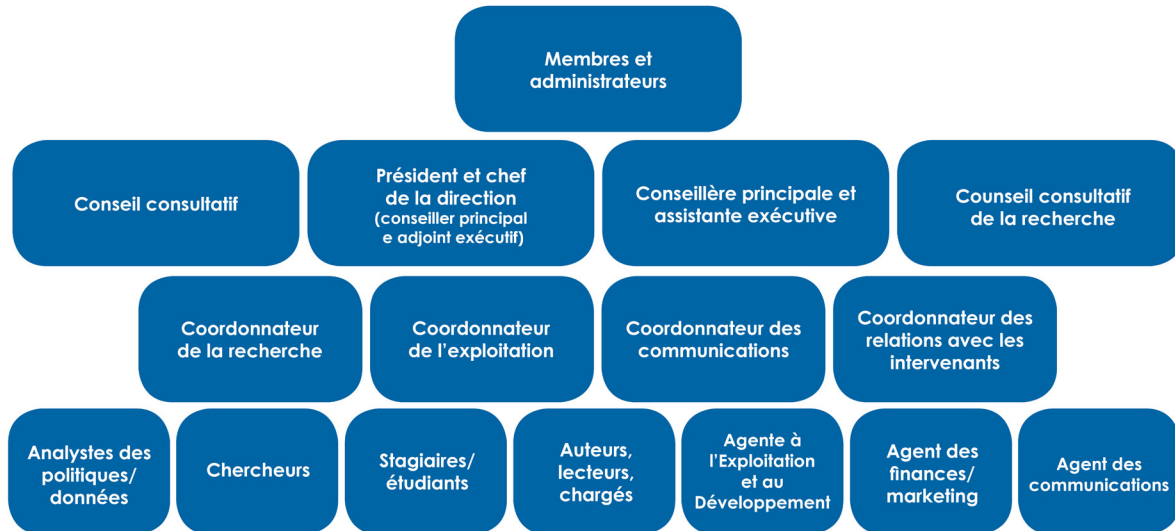 Membres et
administrateurs
Conseil consultatif
Président et chef
de la direction
(conseiller principal
e adjoint exécutif)
Conseillère principale et
assistante exécutive
Counseil consultatif
de la recherche
Coordonnateur
de la recherche
Coordonnateur
de l'exploitation
Coordonnateur des
communications
Coordonnateur des
relations avec les
intervenants
Analystes des
politiques/
données
Chercheurs
Stagiaires/
étudiants
Auteurs,
lecteurs,
chargés
Agente à
l'Exploitation
et au
Développement
Agent des
finances/
marketing
Agent des
communications